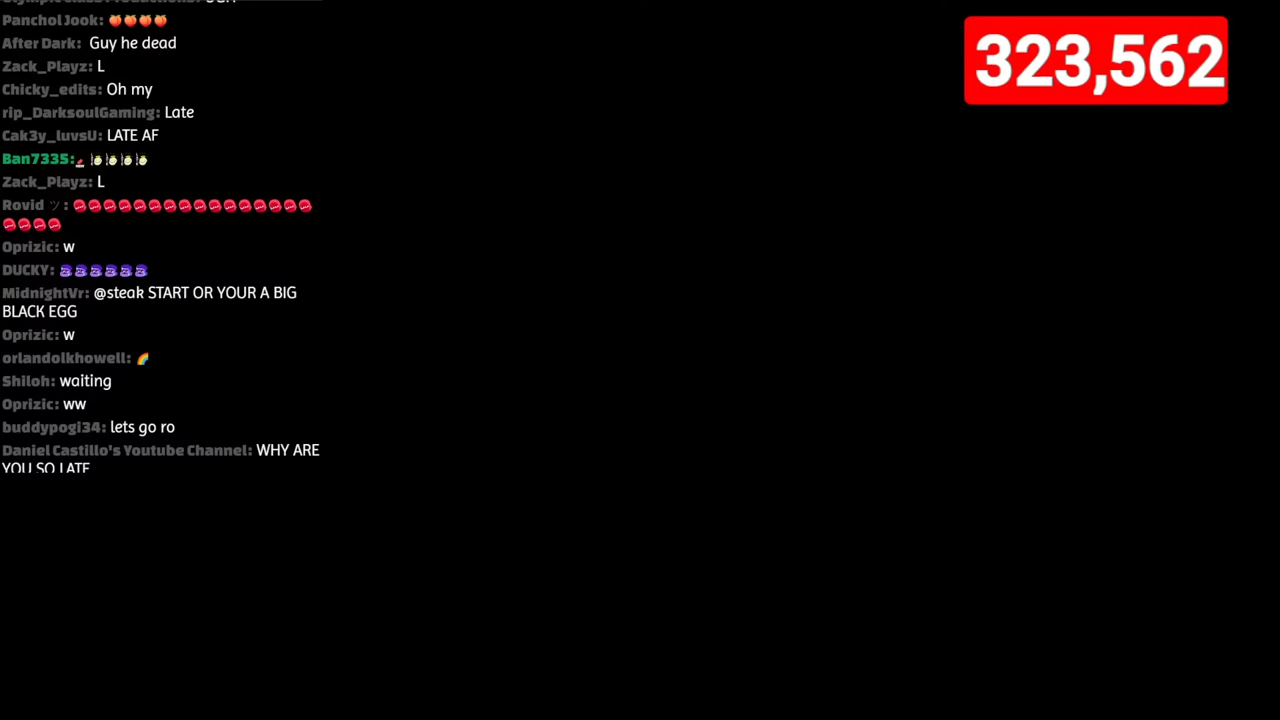 Panchol Jook: 🍑🍑🍑🍑
323,562
After Dark: Guy he dead
Zack_Playz: L
Chicky_edits: Oh my
rip_DarksoulGaming: Late
Cak3y_luvsU: LATE AF
Ban7335:
Zack_Playz: L
Rovid ツ:
Oprizic: w
DUCKY:
MidnightVr: @steak START OR YOUR A BIG
BLACK EGG
Oprizic: w
orlandolkhowell: 🌈
Shiloh: waiting
Oprizic: ww
buddypogi34: lets go ro
Daniel Castillo's Youtube Channel: WHY ARE
YOU SO LATE